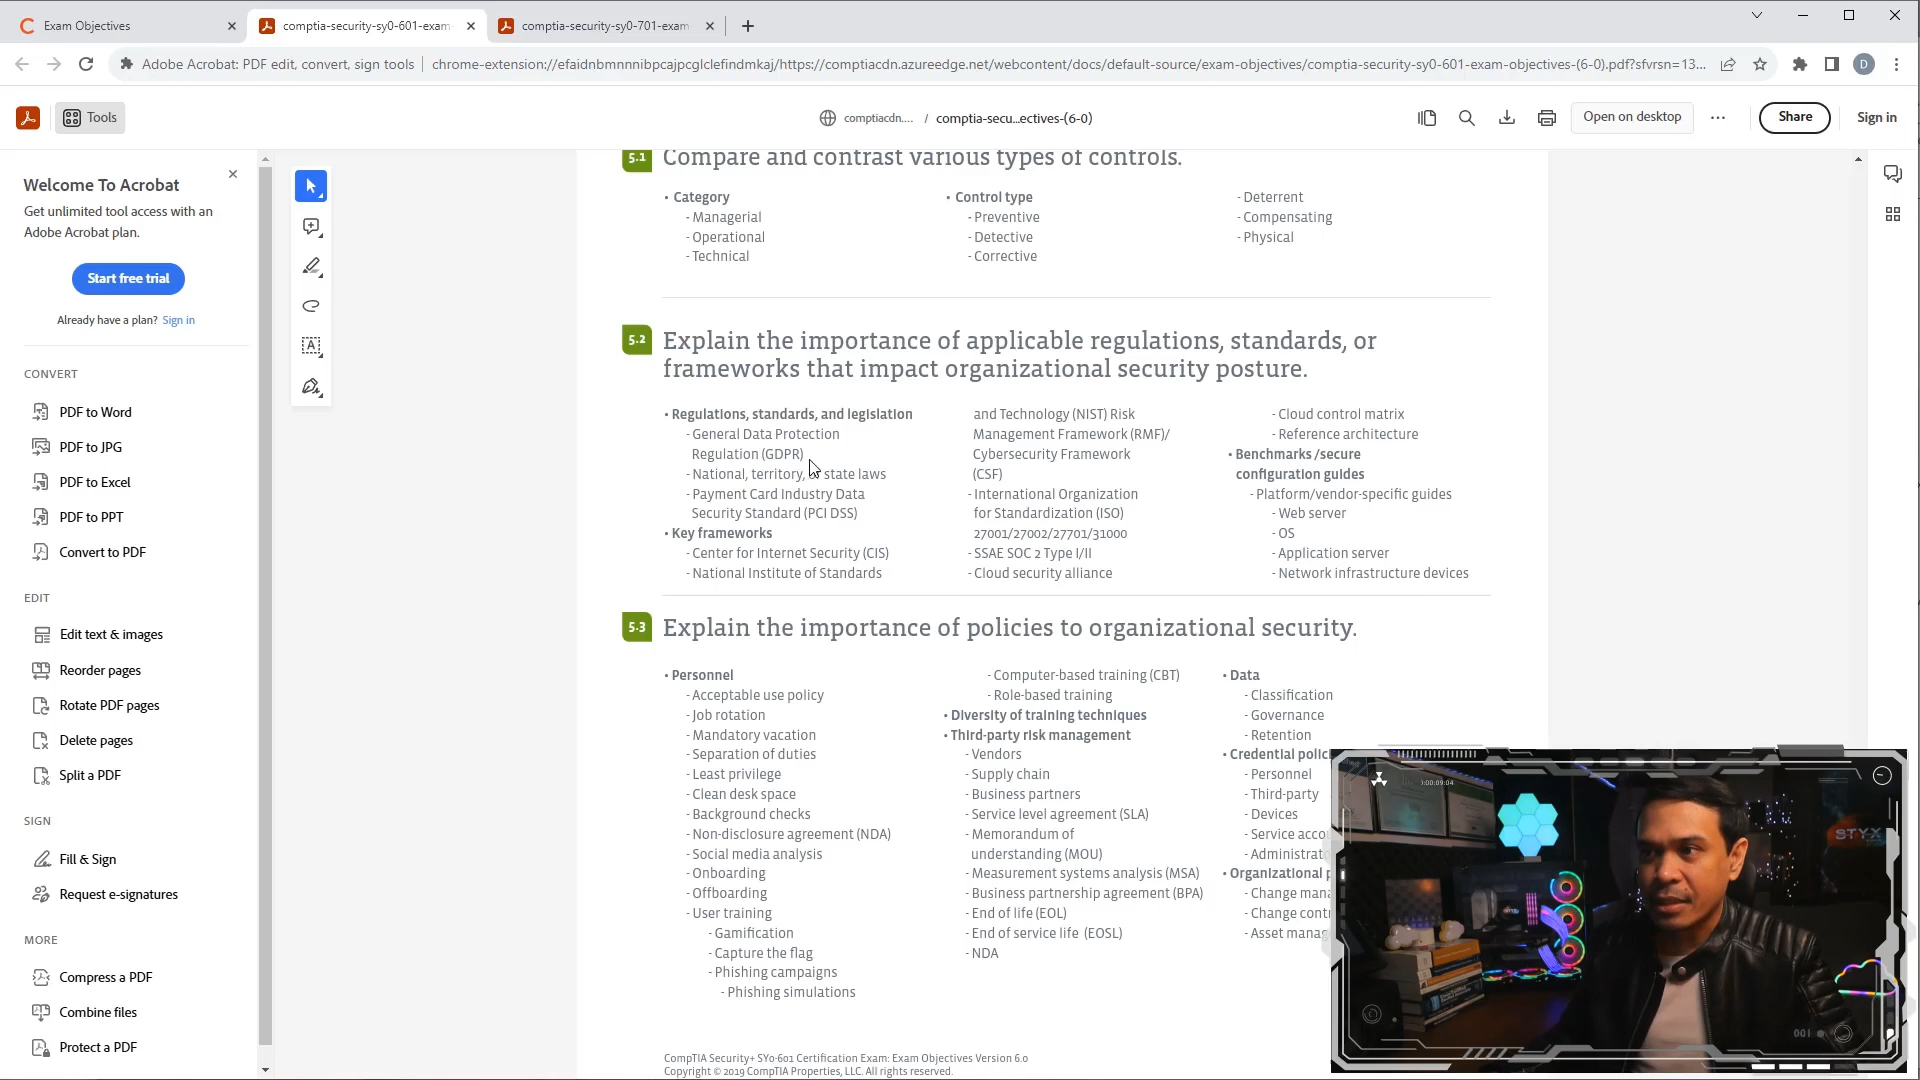 Exam Objectives
comptia-security-sy0-601-exam-
comptia-security-sy0-701-exam
Adobe Acrobat: PDF edit, convert, sign tools
chrome-extension://efaidnbmnnnibpcajpcglclefindmkaj/https://comptiacdn.azureedge.net/webcontent/docs/default-source/exam-objectives/comptia-security-sy0-601-exam-objectives-(6-0).pdf?sfvrsn=13...
D
Tools
comptiacdn.... / comptia-secu...ectives-(6-0)
Open on desktop
Share
Sign in
Welcome To Acrobat
Get unlimited tool access with an
Adobe Acrobat plan.
Start free trial
Already have a plan? Sign in
CONVERT
PDF to Word
PDF to JPG
PDF to Excel
PDF to PPT
Convert to PDF
EDIT
Edit text & images
Reorder pages
Rotate PDF pages
Delete pages
Split a PDF
SIGN
Fill & Sign
Request e-signatures
MORE
Compress a PDF
Combine files
Protect a PDF
5.1 Compare and contrast various types of controls.
• Category
- Managerial
- Operational
- Technical
• Control type
- Preventive
- Detective
- Corrective
- Deterrent
- Compensating
- Physical
5.2 Explain the importance of applicable regulations, standards, or
frameworks that impact organizational security posture.
• Regulations, standards, and legislation
- General Data Protection
Regulation (GDPR)
- National, territory, state laws
- Payment Card Industry Data
Security Standard (PCI DSS)
• Key frameworks
- Center for Internet Security (CIS)
- National Institute of Standards
and Technology (NIST) Risk
Management Framework (RMF)/
Cybersecurity Framework
(CSF)
- International Organization
for Standardization (ISO)
27001/27002/27701/31000
- SSAE SOC 2 Type I/II
- Cloud security alliance
- Cloud control matrix
- Reference architecture
• Benchmarks /secure
configuration guides
- Platform/vendor-specific guides
- Web server
- OS
- Application server
- Network infrastructure devices
5.3 Explain the importance of policies to organizational security.
• Personnel
- Acceptable use policy
- Job rotation
- Mandatory vacation
- Separation of duties
- Least privilege
- Clean desk space
- Background checks
- Non-disclosure agreement (NDA)
- Social media analysis
- Onboarding
- Offboarding
- User training
- Gamification
- Capture the flag
- Phishing campaigns
- Phishing simulations
- Computer-based training (CBT)
- Role-based training
• Diversity of training techniques
• Third-party risk management
- Vendors
- Supply chain
- Business partners
- Service level agreement (SLA)
- Memorandum of
understanding (MOU)
- Measurement systems analysis (MSA)
- Business partnership agreement (BPA)
- End of life (EOL)
- End of service life (EOSL)
- NDA
• Data
- Classification
- Governance
- Retention
• Credential polic
- Personnel
- Third-party
- Devices
- Service acco
- Administrat
• Organizational p
- Change mana
- Change cont
- Asset manag
CompTIA Security+ SY0-601 Certification Exam: Exam Objectives Version 6.0
Copyright © 2019 CompTIA Properties, LLC. All rights reserved.
STYX
001